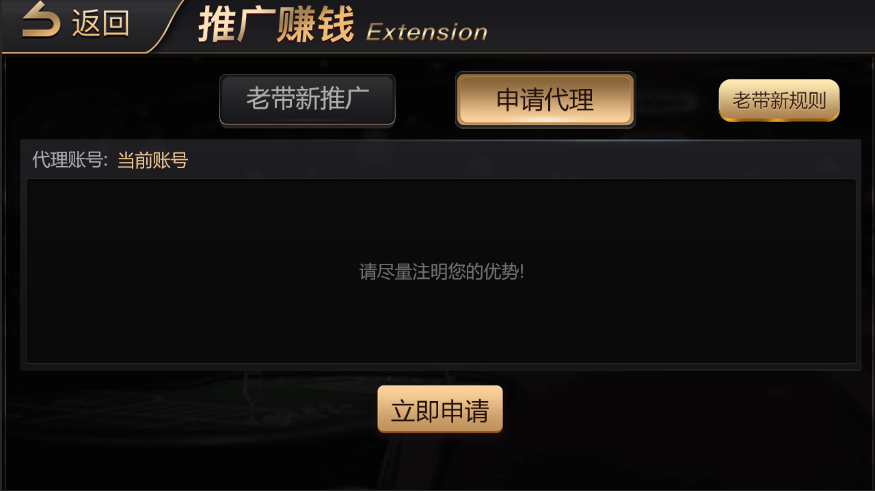 返回
推广赚钱 Extension
老带新推广
申请代理
老带新规则
代理账号: 当前账号
请尽量注明您的优势!
立即申请